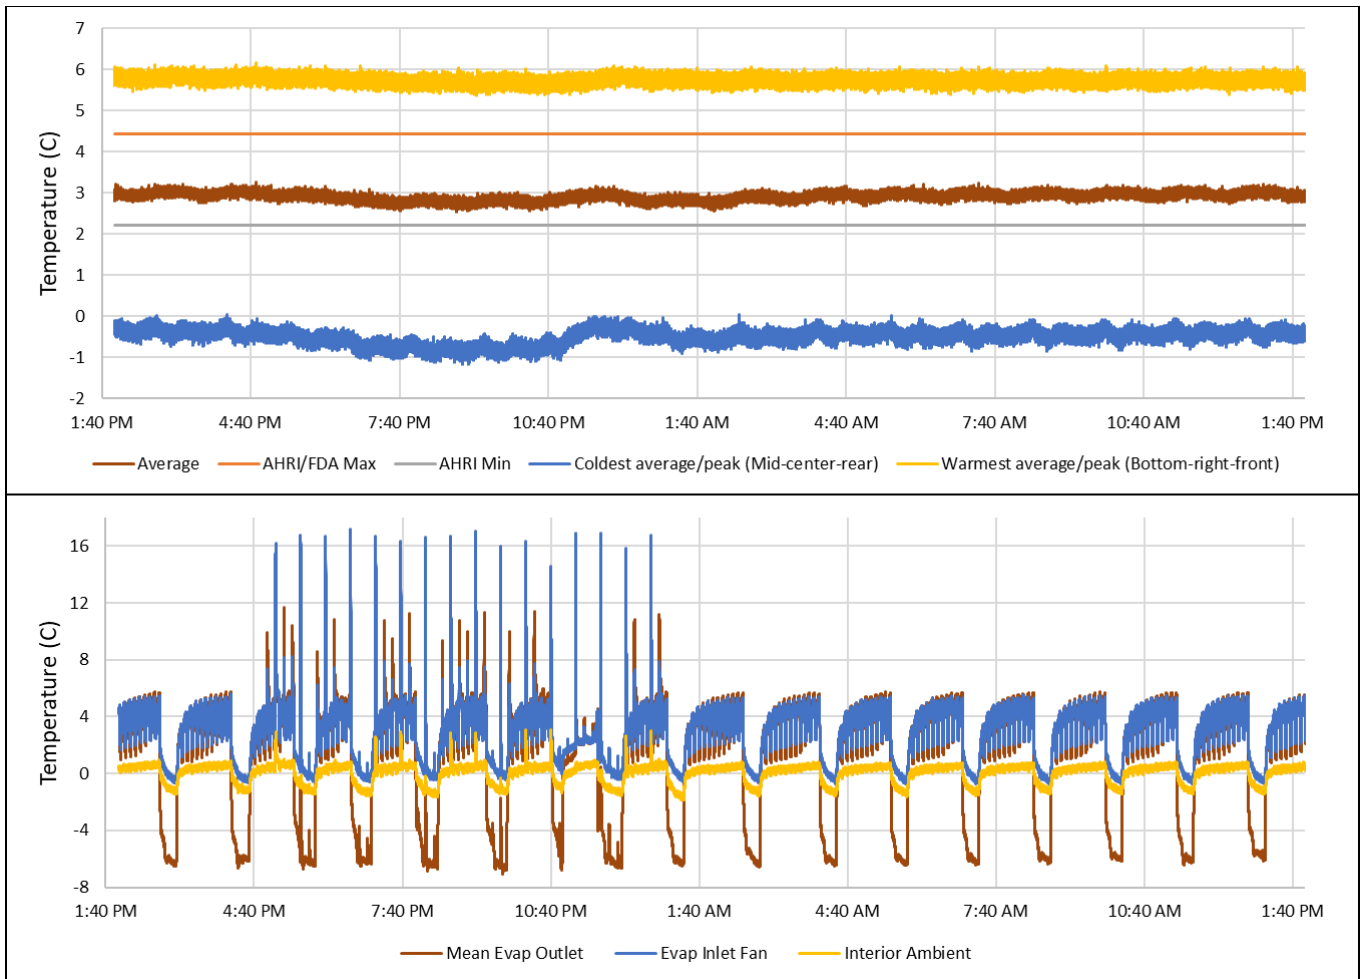 7
6
5
4
3
2
1
0
-1
-2
Temperature (C)
1:40 PM 4:40 PM 7:40 PM 10:40 PM 1:40 AM 4:40 AM 7:40 AM 10:40 AM 1:40 PM
Average AHRI/FDA Max AHRI Min Coldest average/peak (Mid-center-rear) Warmest average/peak (Bottom-right-front)
16
12
8
4
0
-4
-8
Temperature (C)
1:40 PM 4:40 PM 7:40 PM 10:40 PM 1:40 AM 4:40 AM 7:40 AM 10:40 AM 1:40 PM
Mean Evap Outlet Evap Inlet Fan Interior Ambient